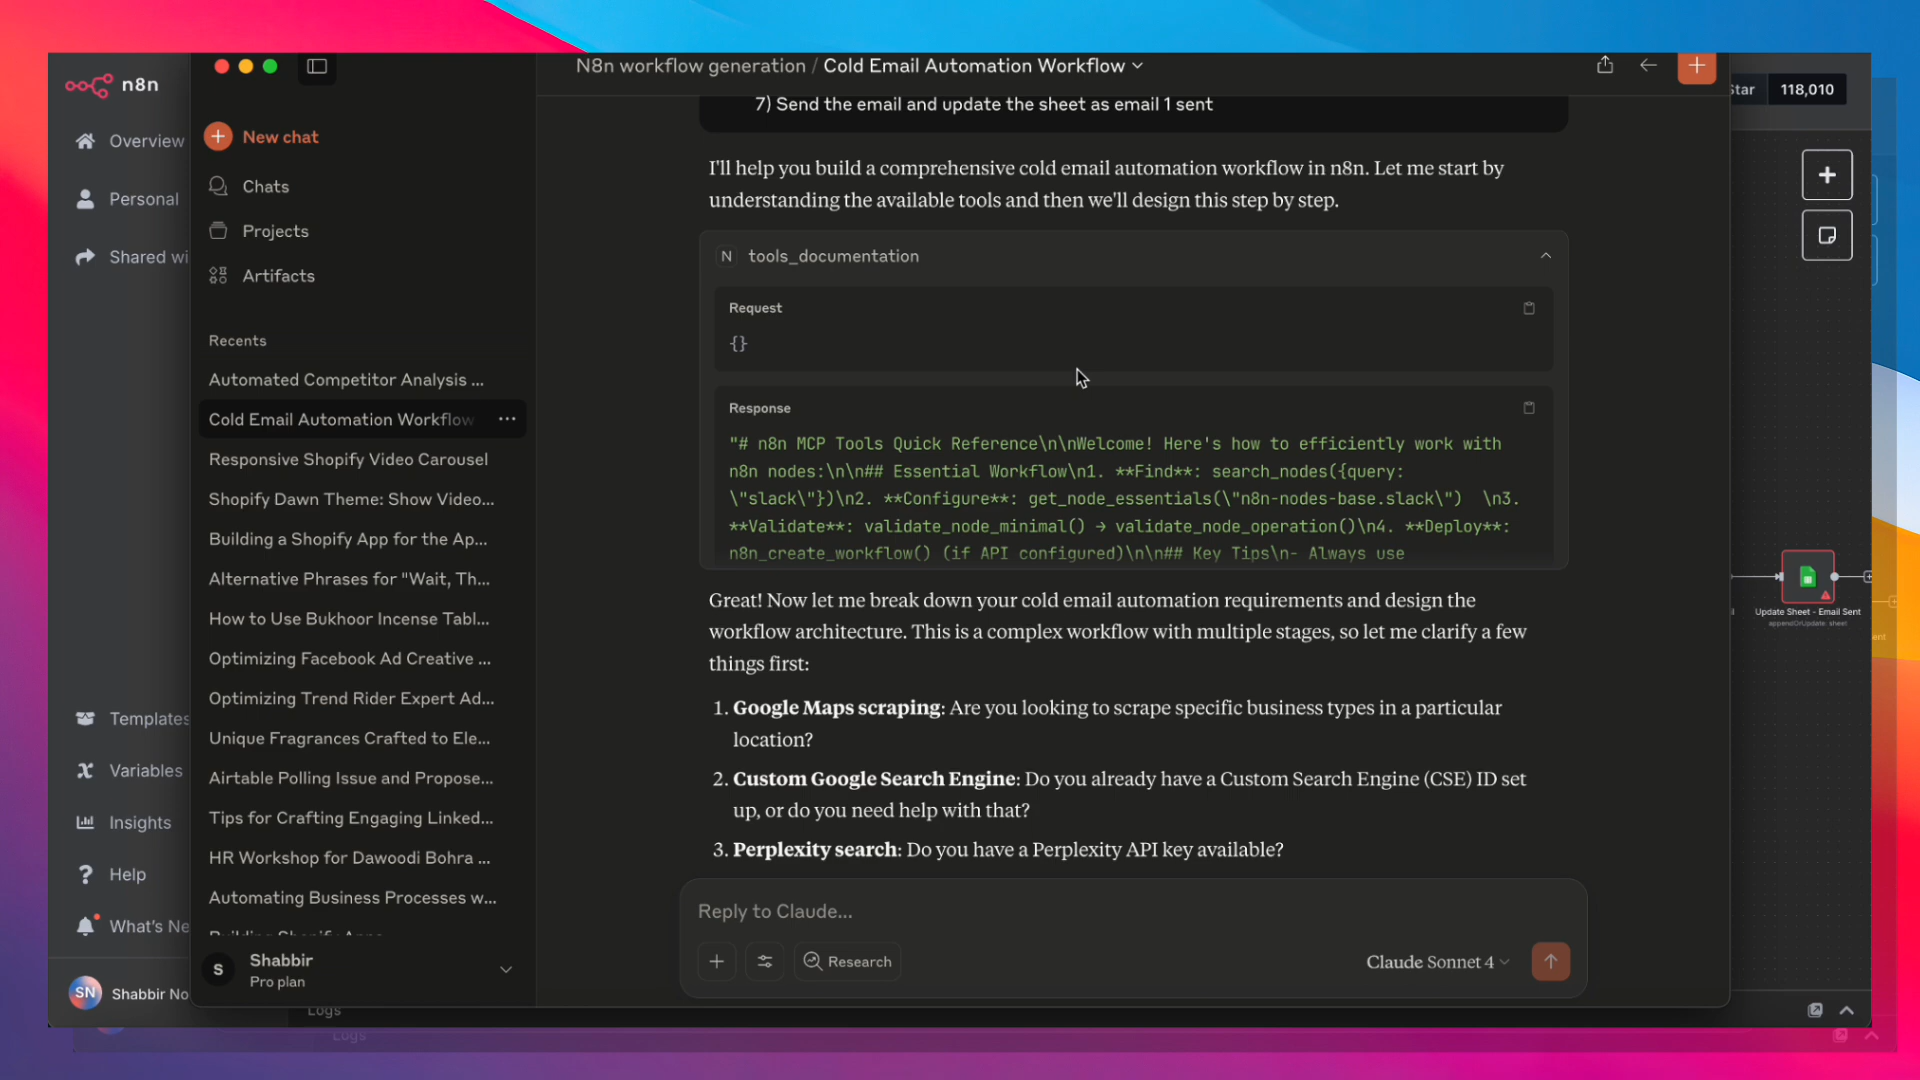 n8n
Overview
Personal
Shared wi
Templates
Variables
Insights
Help
What's Ne
SN
Shabbir No
New chat
Chats
Projects
Artifacts
Recents
Automated Competitor Analysis ...
Cold Email Automation Workflow
Responsive Shopify Video Carousel
Shopify Dawn Theme: Show Video...
Building a Shopify App for the Ap...
Alternative Phrases for "Wait, Th...
How to Use Bukhoor Incense Tabl...
Optimizing Facebook Ad Creative ...
Optimizing Trend Rider Expert Ad...
Unique Fragrances Crafted to Ele...
Airtable Polling Issue and Propose...
Tips for Crafting Engaging Linked...
HR Workshop for Dawoodi Bohra ...
Automating Business Processes w...
Building Shopify Apps
S
Shabbir
Pro plan
N8n workflow generation / Cold Email Automation Workflow
7) Send the email and update the sheet as email 1 sent
I'll help you build a comprehensive cold email automation workflow in n8n. Let me start by
understanding the available tools and then we'll design this step by step.
N tools_documentation
Request
{}
Response
"# n8n MCP Tools Quick Reference\n\nWelcome! Here's how to efficiently work with
n8n nodes:\n\n## Essential Workflow\n1. **Find**: search_nodes({query:
\"slack\"})\n2. **Configure**: get_node_essentials(\"n8n-nodes-base.slack\") \n3.
**Validate**: validate_node_minimal() → validate_node_operation()\n4. **Deploy**:
n8n_create_workflow() (if API configured)\n\n## Key Tips\n- Always use
Great! Now let me break down your cold email automation requirements and design the
workflow architecture. This is a complex workflow with multiple stages, so let me clarify a few
things first:
1. Google Maps scraping: Are you looking to scrape specific business types in a particular
location?
2. Custom Google Search Engine: Do you already have a Custom Search Engine (CSE) ID set
up, or do you need help with that?
3. Perplexity search: Do you have a Perplexity API key available?
Reply to Claude...
Research
Claude Sonnet 4
Star
118,010
Update Sheet - Email Sent
appendOrUpdate: sheet
ent
Logs
Logs